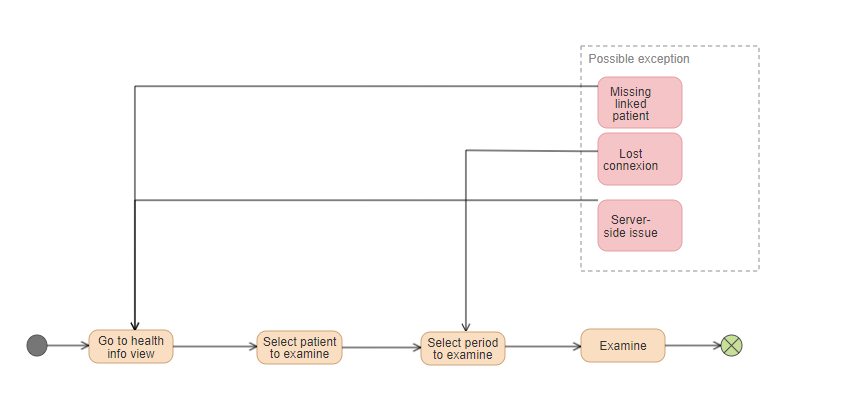 Possible exception
Missing
linked
patient
Lost
connexion
Server-
side issue
Go to health
info view
Select patient
to examine
Select period
to examine
Examine